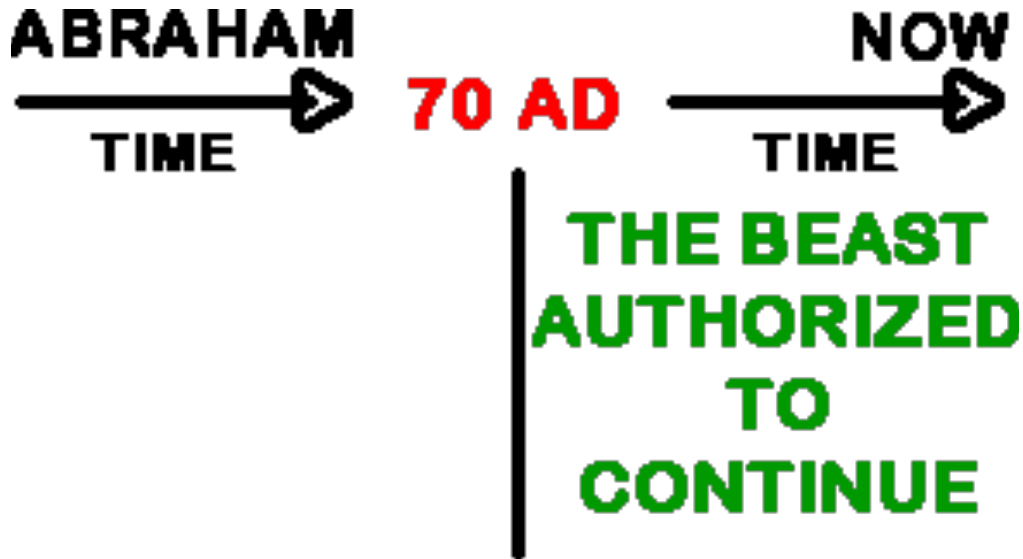 ABRAHAM
NOW
70 AD
TIME
TIME
THE BEAST
AUTHORIZED
TO
CONTINUE